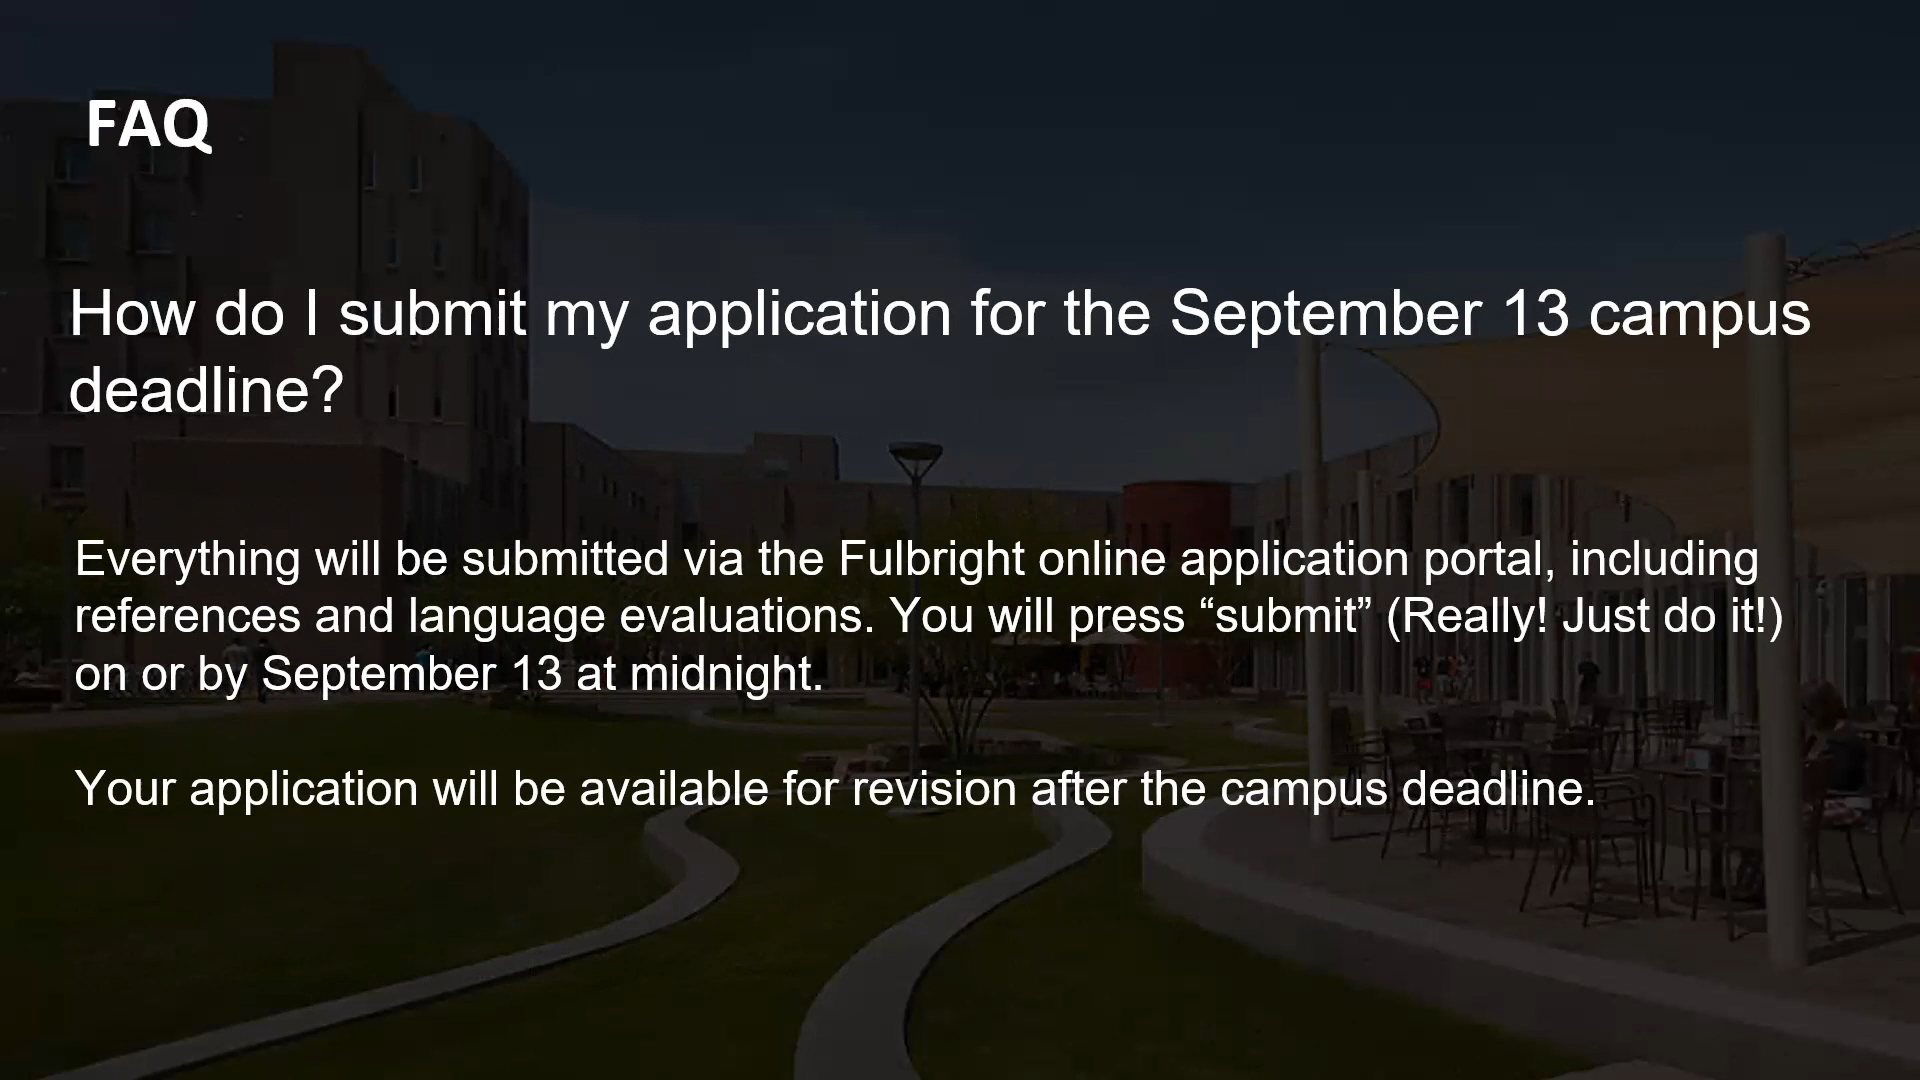 FAQ
How do I submit my application for the September 13 campus
deadline?
Everything will be submitted via the Fulbright online application portal, including
references and language evaluations. You will press “submit” (Really! Just do it!)
on or by September 13 at midnight.
Your application will be available for revision after the campus deadline.